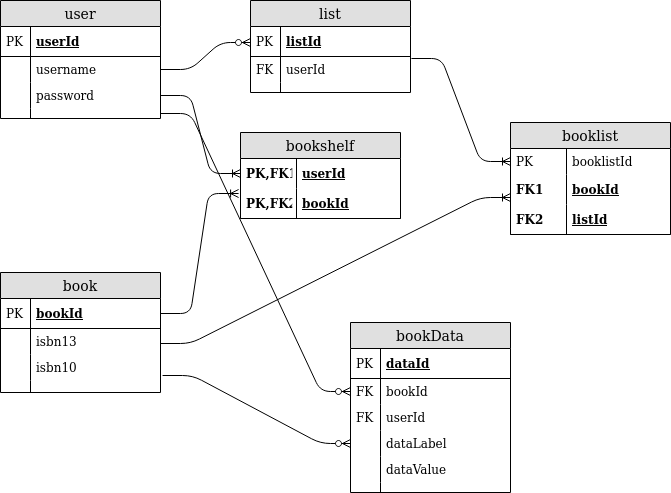 user
PK userId
username
password
list
PK listId
FK userId
bookshelf
PK,FK1 userId
PK,FK2 bookId
booklist
PK booklistId
FK1 bookId
FK2 listId
book
PK bookId
isbn13
isbn10
bookData
PK dataId
FK bookId
FK userId
dataLabel
dataValue